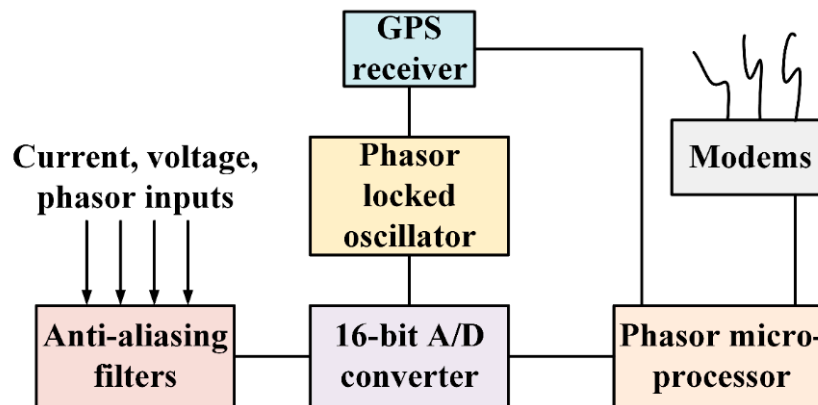 GPS
receiver
Current, voltage,
phasor inputs
Phasor
locked
oscillator
Modems
Anti-aliasing
filters
16-bit A/D
converter
Phasor micro-
processor